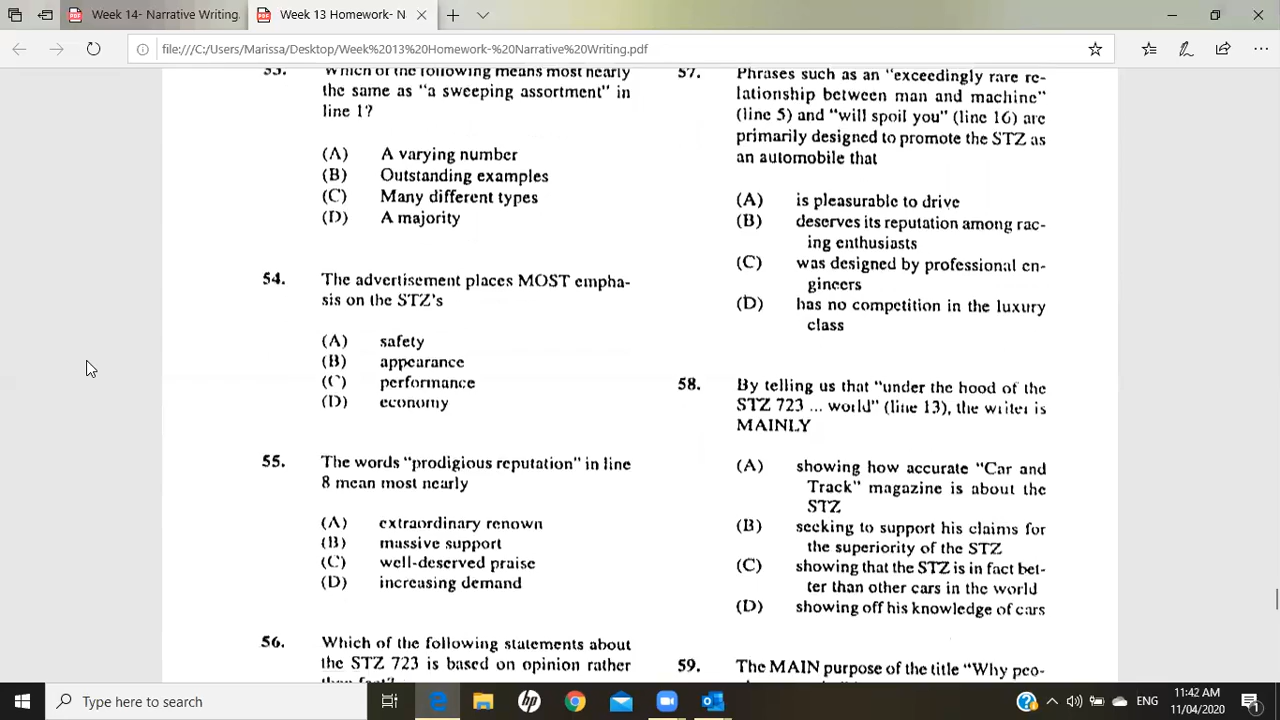 Week 14- Narrative Writing.
Week 13 Homework- N
file:///C:/Users/Marissa/Desktop/Week%2013%20Homework-%20Narrative%20Writing.pdf
53. Which of the following means most nearly
the same as "a sweeping assortment" in
line 1?
(A) A varying number
(B) Outstanding examples
(C) Many different types
(D) A majority
54. The advertisement places MOST empha-
sis on the STZ's
(A) safety
(B) appearance
(C) performance
(D) economy
55. The words "prodigious reputation" in line
8 mean most nearly
(A) extraordinary renown
(B) massive support
(C) well-deserved praise
(D) increasing demand
56. Which of the following statements about
the STZ 723 is based on opinion rather
than fact?
57. Phrases such as an "exceedingly rare re-
lationship between man and machine"
(line 5) and "will spoil you" (line 16) are
primarily designed to promote the STZ as
an automobile that
(A) is pleasurable to drive
(B) deserves its reputation among rac-
ing enthusiasts
(C) was designed by professional en-
gineers
(D) has no competition in the luxury
class
58. By telling us that "under the hood of the
STZ 723 ... world" (line 13), the writer is
MAINLY
(A) showing how accurate "Car and
Track" magazine is about the
STZ
(B) seeking to support his claims for
the superiority of the STZ
(C) showing that the STZ is in fact bet-
ter than other cars in the world
(D) showing off his knowledge of cars
59. The MAIN purpose of the title "Why peo-
Type here to search
hp
ENG
11:42 AM
11/04/2020